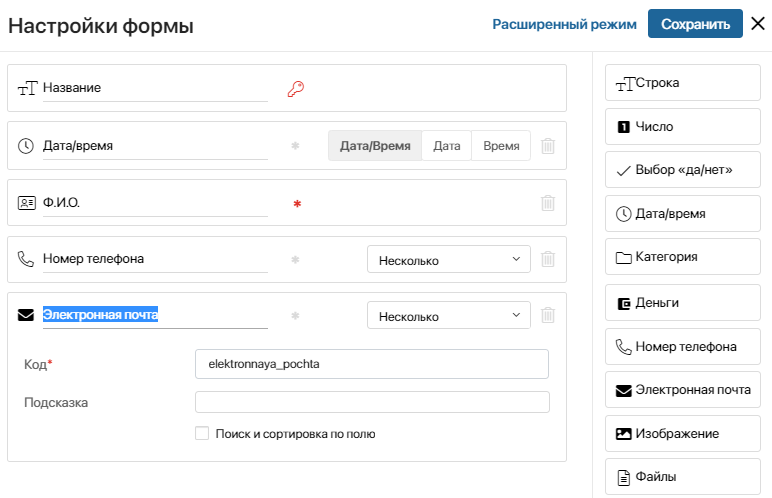 Настройки формы
Расширенный режим
Сохранить
Название
Дата/время
Дата/Время
Дата
Время
Ф.И.О.
*
Номер телефона
*
Несколько
Электронная почта
*
Несколько
Код*
elektronnaya_pochta
Подсказка
Поиск и сортировка по полю
Строка
Число
Выбор «да/нет»
Дата/время
Категория
Деньги
Номер телефона
Электронная почта
Изображение
Файлы